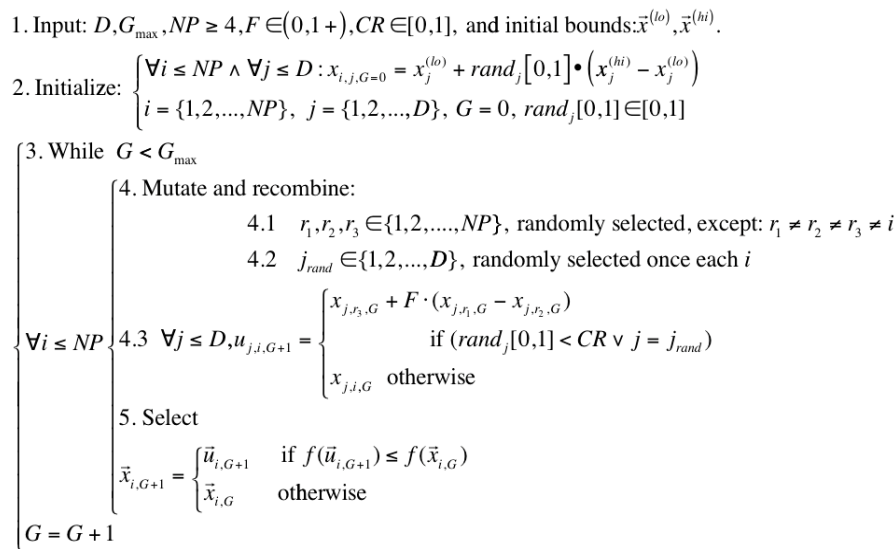 1. Input: D, G_max, NP ≥ 4, F ∈ (0,1+), CR ∈ [0,1], and initial bounds: x⃗^(lo), x⃗^(hi).
2. Initialize: { ∀i ≤ NP ∧ ∀j ≤ D : x_{i,j,G=0} = x_j^(lo) + rand_j[0,1] • (x_j^(hi) − x_j^(lo))
i = {1,2,...,NP}, j = {1,2,...,D}, G = 0, rand_j[0,1] ∈ [0,1]
3. While G < G_max
4. Mutate and recombine:
4.1 r_1, r_2, r_3 ∈ {1,2,....,NP}, randomly selected, except: r_1 ≠ r_2 ≠ r_3 ≠ i
4.2 j_rand ∈ {1,2,...,D}, randomly selected once each i
∀i ≤ NP { 4.3 ∀j ≤ D, u_{j,i,G+1} = { x_{j,r_3,G} + F · (x_{j,r_1,G} − x_{j,r_2,G})
if (rand_j[0,1] < CR ∨ j = j_rand)
x_{j,i,G} otherwise
5. Select
x⃗_{i,G+1} = { u⃗_{i,G+1} if f(u⃗_{i,G+1}) ≤ f(x⃗_{i,G})
x⃗_{i,G} otherwise
G = G + 1